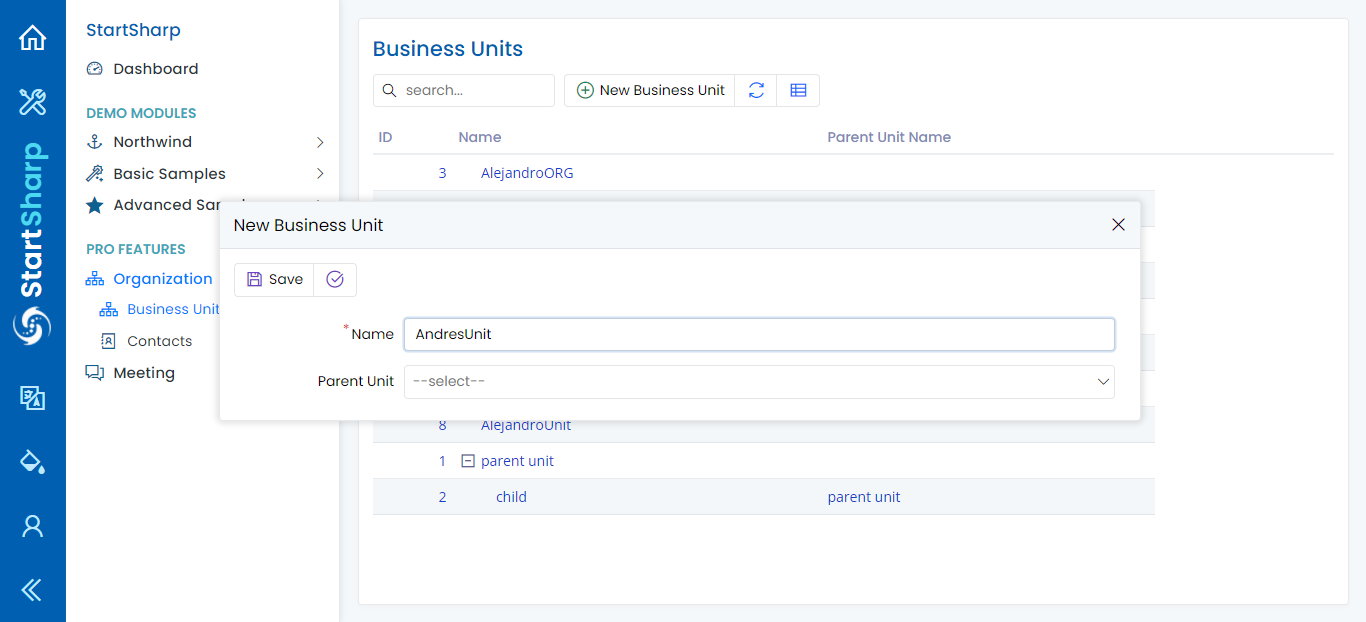 StartSharp
StartSharp
Dashboard
DEMO MODULES
Northwind
Basic Samples
Advanced
PRO FEATURES
Organization
Business Unit
Contacts
Meeting
Business Units
search...
New Business Unit
ID Name Parent Unit Name
3 AlejandroORG
New Business Unit
Save
*Name AndresUnit
Parent Unit --select--
8 AlejandroUnit
1 parent unit
2 child parent unit